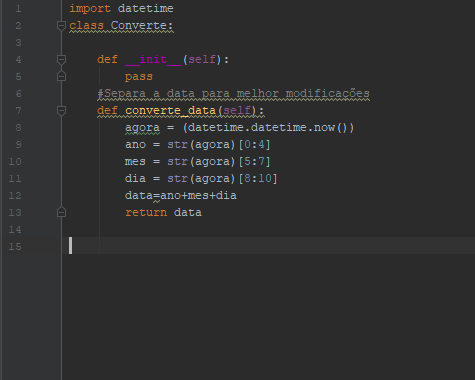 1 import datetime
2 class Converte:
3
4 def __init__(self):
5 pass
6 #Separa a data para melhor modificações
7 def converte_data(self):
8 agora = (datetime.datetime.now())
9 ano = str(agora)[0:4]
10 mes = str(agora)[5:7]
11 dia = str(agora)[8:10]
12 data=ano+mes+dia
13 return data
14
15